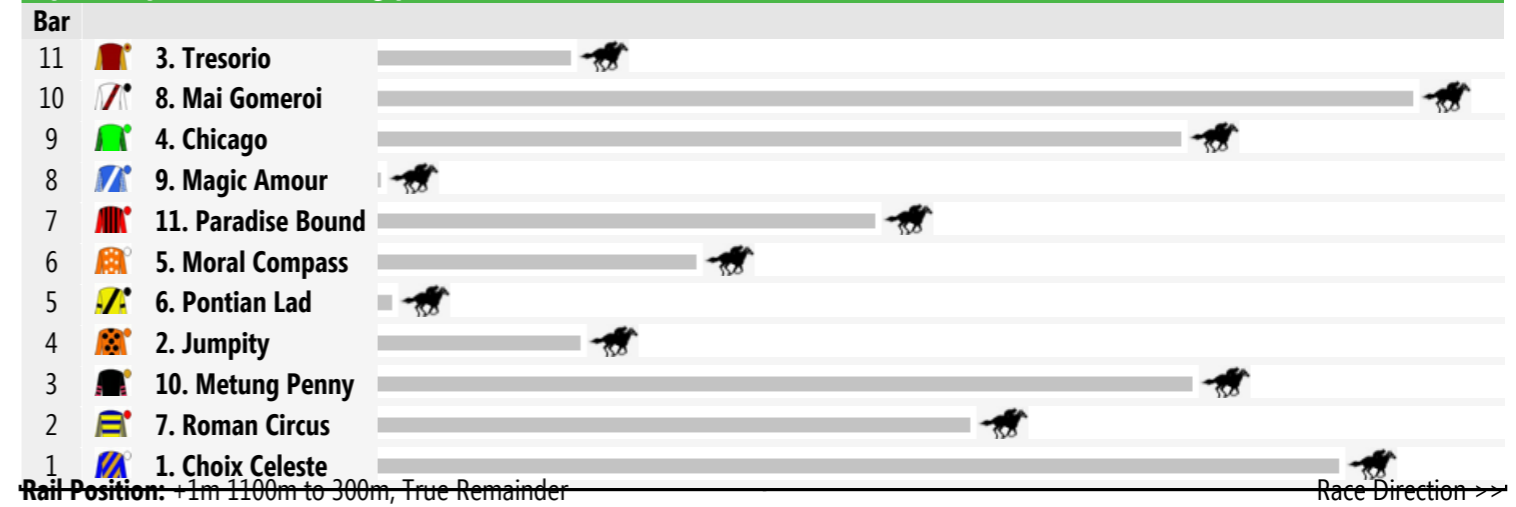 Bar
11 3. Tresorio
10 8. Mai Gomeroi
9 4. Chicago
8 9. Magic Amour
7 11. Paradise Bound
6 5. Moral Compass
5 6. Pontian Lad
4 2. Jumpity
3 10. Metung Penny
2 7. Roman Circus
1 1. Choix Celeste
Rail Position: +1m 1100m to 300m, True Remainder Race Direction >>